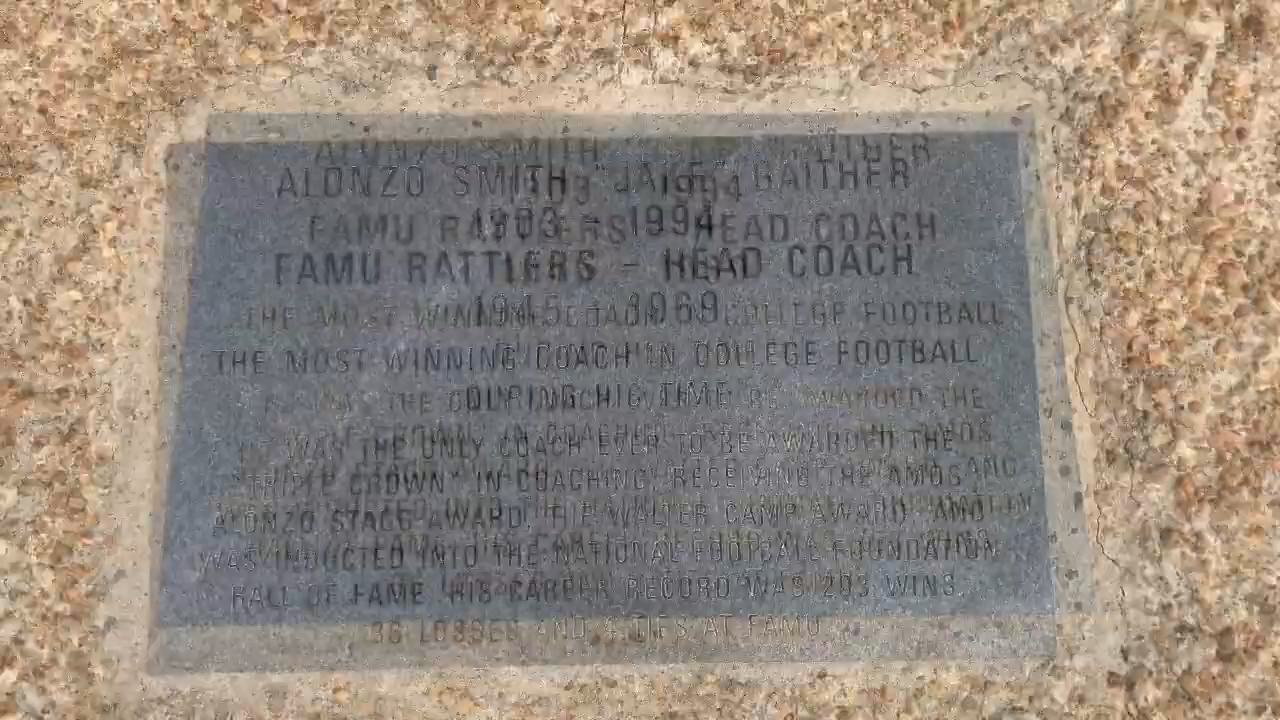 ALONZO SMITH "JAKE" GAITHER
1903 - 1994
FAMU RATTLERS - HEAD COACH
1945 - 1969
THE MOST WINNING COACH IN COLLEGE FOOTBALL
DURING HIS TIME
HE WAS THE ONLY COACH EVER TO BE AWARDED THE
"TRIPLE CROWN" IN COACHING, RECEIVING THE AMOS
ALONZO STAGG AWARD, THE WALTER CAMP AWARD AND
WAS INDUCTED INTO THE NATIONAL FOOTBALL FOUNDATION
HALL OF FAME HIS CAREER RECORD WAS 203 WINS,
36 LOSSES AND 4 TIES AT FAMU